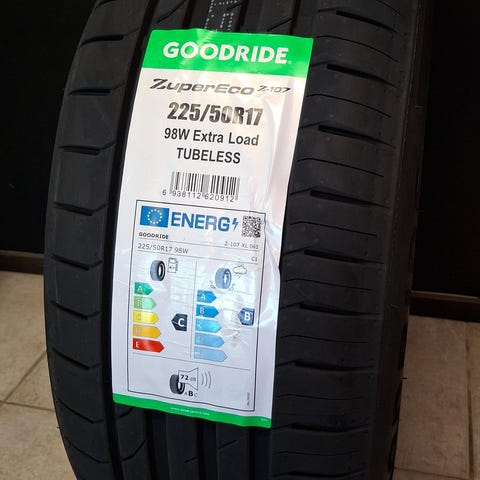 GOODRIDE®
ZuperEco Z-107
225/50R17
98W Extra Load
TUBELESS
6 938112 620912
ENERG
GOODRIDE Z-107 XL 061
225/50R17 98W C1
A A
B B B
C C C
D D
E E
72 dB
ABC